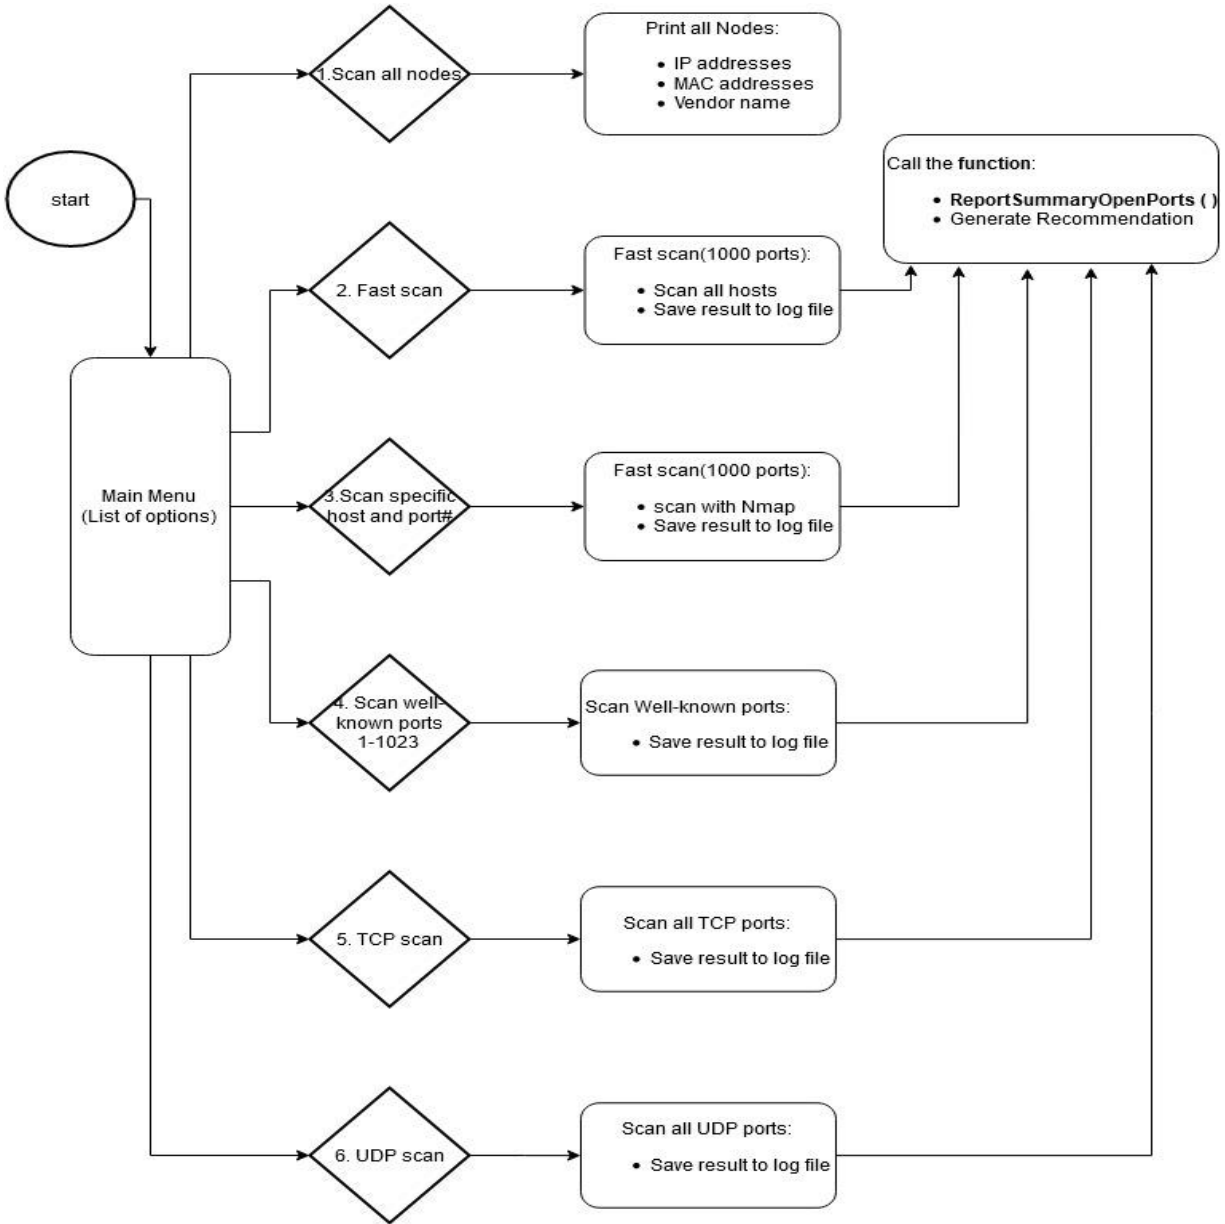 1.Scan all nodes
Print all Nodes:
• IP addresses
• MAC addresses
• Vendor name
start
Call the function:
• ReportSummaryOpenPorts ( )
• Generate Recommendation
2. Fast scan
Fast scan(1000 ports):
• Scan all hosts
• Save result to log file
Main Menu
(List of options)
3.Scan specific
host and port#
Fast scan(1000 ports):
• scan with Nmap
• Save result to log file
4. Scan well-
known ports
1-1023
Scan Well-known ports:
• Save result to log file
5. TCP scan
Scan all TCP ports:
• Save result to log file
6. UDP scan
Scan all UDP ports:
• Save result to log file